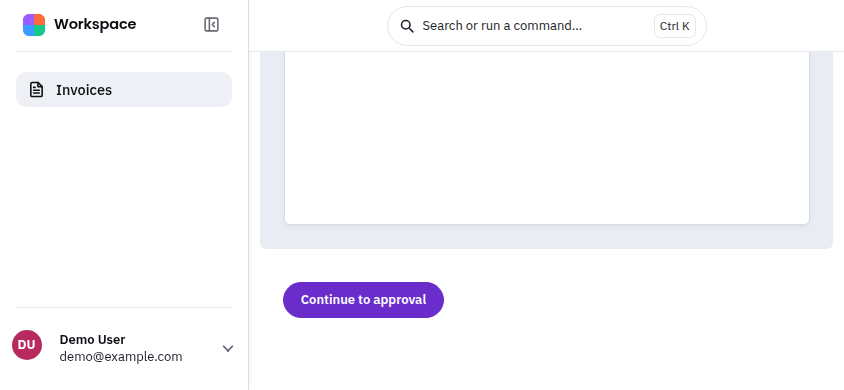 Workspace
Search or run a command...
Ctrl K
Invoices
Continue to approval
DU
Demo User
demo@example.com